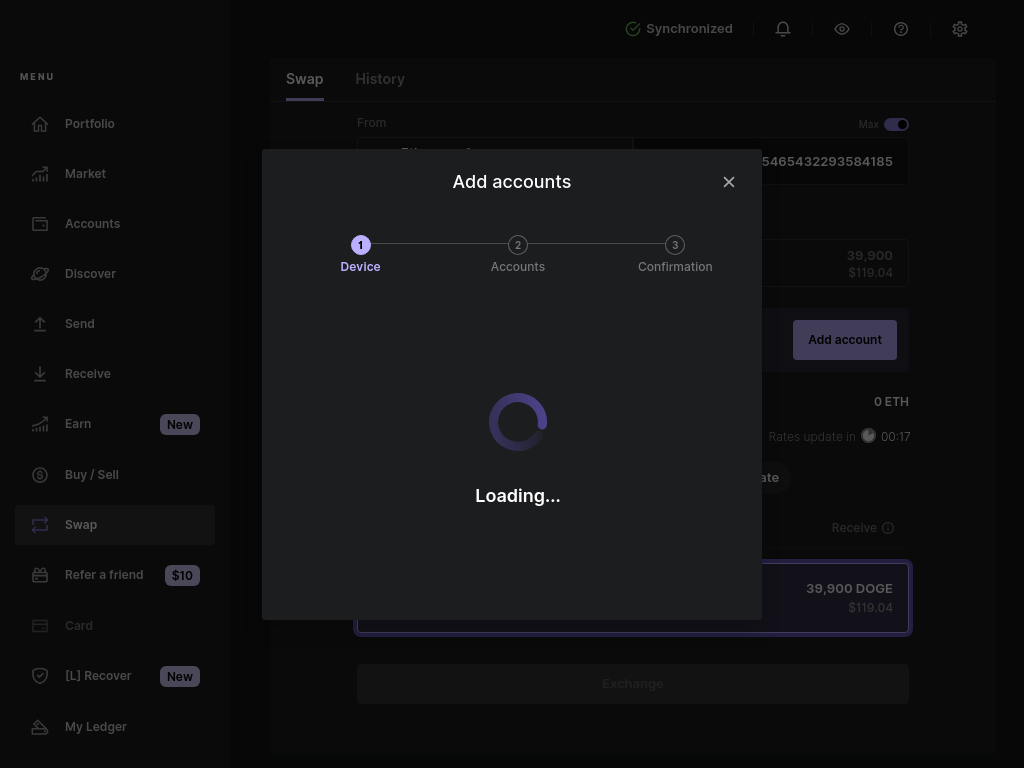 Synchronized
MENU
Portfolio
Market
Accounts
Discover
Send
Receive
Earn New
Buy / Sell
Swap
Refer a friend $10
Card
[L] Recover New
My Ledger
Swap History
From
Max
5465432293584185
39,900
$119.04
Add account
0 ETH
Rates update in 00:17
Receive
39,900 DOGE
$119.04
Exchange
Add accounts
1 2 3
Device Accounts Confirmation
Loading...